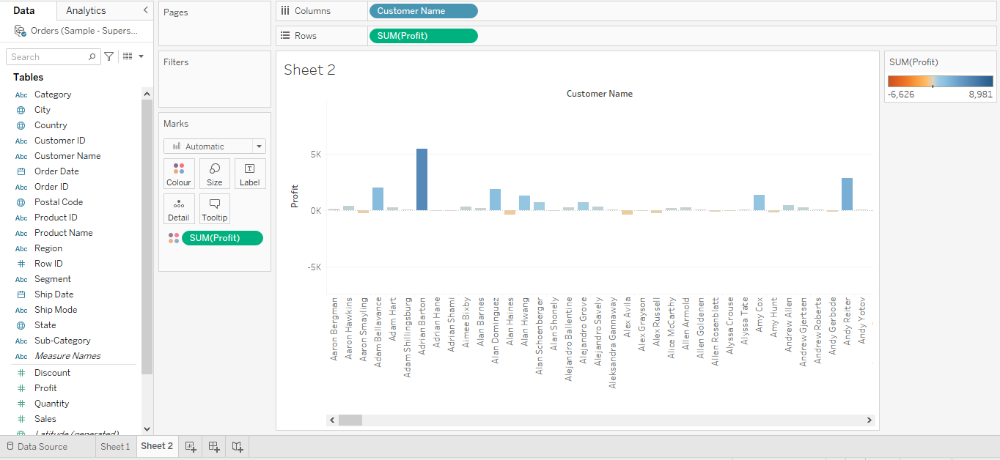 Data
Analytics
Orders (Sample - Supers...
Search
Tables
Abc Category
City
Country
Abc Customer ID
Abc Customer Name
Order Date
Abc Order ID
Postal Code
Abc Product ID
Abc Product Name
Abc Region
Row ID
Abc Segment
Ship Date
Abc Ship Mode
State
Abc Sub-Category
Abc Measure Names
Discount
Profit
Quantity
Sales
Latitude (generated)
Pages
Filters
Marks
Automatic
Colour
Size
Label
Detail
Tooltip
SUM(Profit)
Columns
Customer Name
Rows
SUM(Profit)
Sheet 2
Customer Name
Profit
5K
0K
-5K
Aaron Bergman
Aaron Hawkins
Aaron Smayling
Adam Bellavance
Adam Hart
Adam Shillingsburg
Adrian Barton
Adrian Hane
Adrian Shami
Aimee Bixby
Alan Barnes
Alan Dominguez
Alan Haines
Alan Hwang
Alan Schoenberger
Alan Shonely
Alejandro Ballentine
Alejandro Grove
Alejandro Savely
Aleksandra Gannaway
Alex Avila
Alex Grayson
Alex Russell
Alice McCarthy
Allen Armold
Allen Goldenen
Allen Rosenblatt
Alyssa Crouse
Alyssa Tate
Amy Cox
Amy Hunt
Andrew Allen
Andrew Gjertsen
Andrew Roberts
Andy Gerbode
Andy Reiter
Andy Yotov
SUM(Profit)
-6,626
8,981
Data Source
Sheet 1
Sheet 2